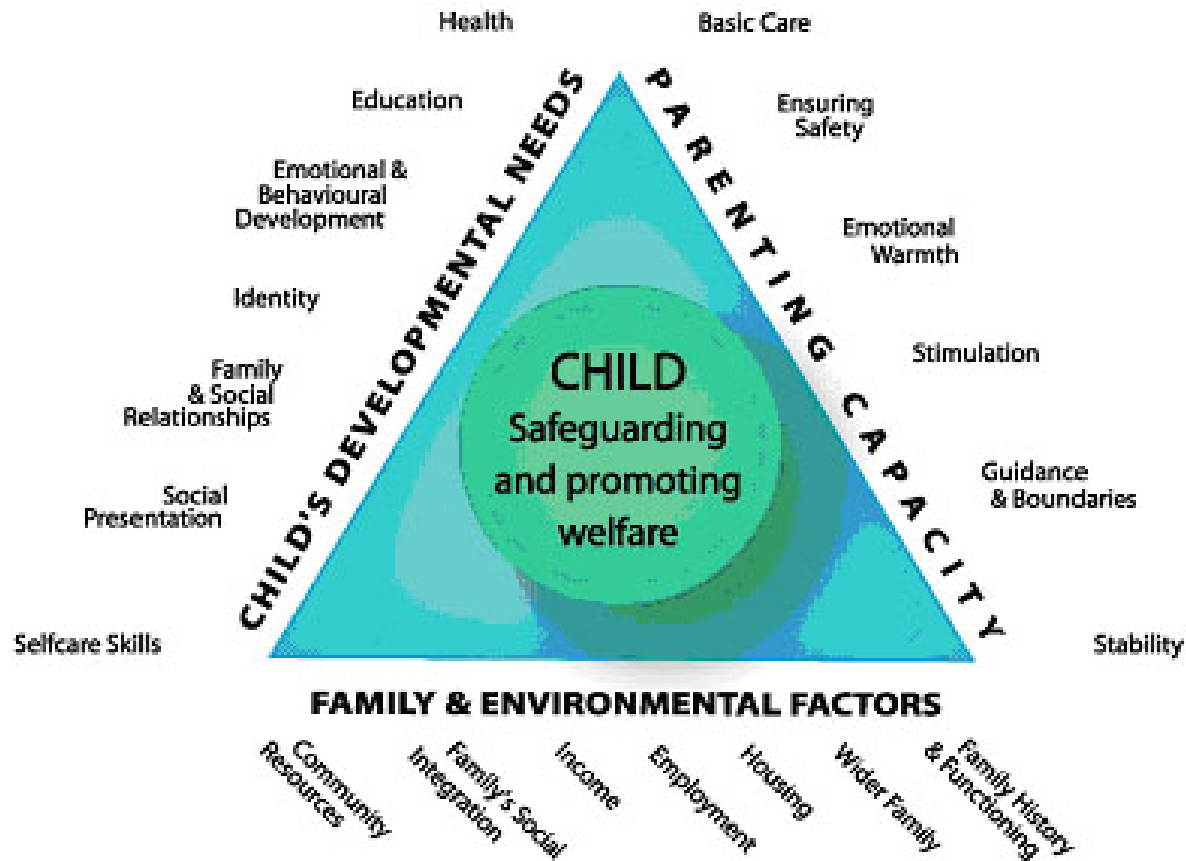 Health
Education
Emotional &
Behavioural
Development
Identity
Family
& Social
Relationships
Social
Presentation
Selfcare Skills
CHILD'S DEVELOPMENTAL NEEDS
Basic Care
Ensuring
Safety
Emotional
Warmth
Stimulation
Guidance
& Boundaries
Stability
PARENTING CAPACITY
CHILD
Safeguarding
and promoting
welfare
FAMILY & ENVIRONMENTAL FACTORS
Community
Resources
Family's Social
Integration
Income
Employment
Housing
Wider Family
Family History
& Functioning